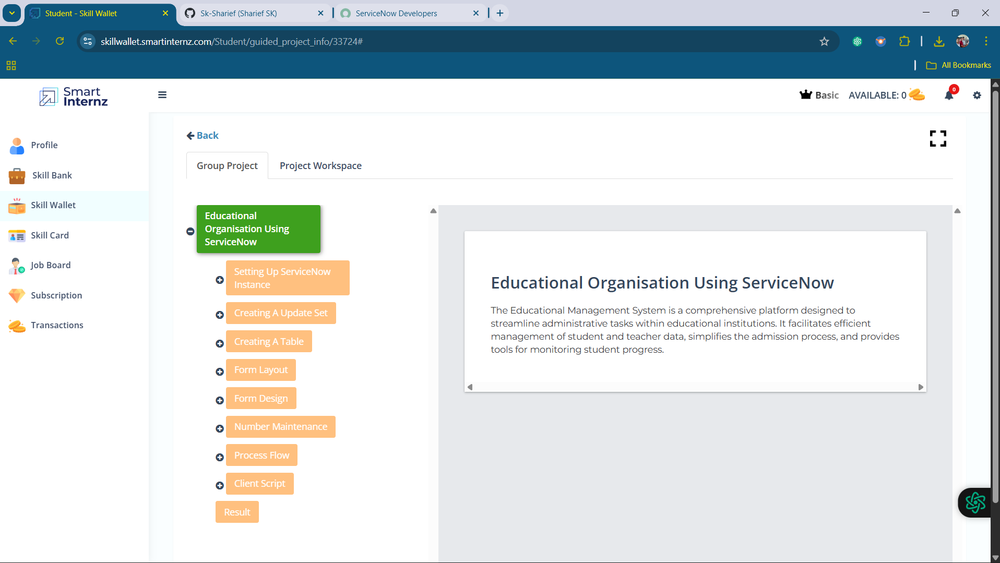 Student - Skill Wallet
Sk-Sharief (Sharief SK)
ServiceNow Developers
skillwallet.smartinternz.com/Student/guided_project_info/33724#
All Bookmarks
Smart
Internz
Basic
AVAILABLE: 0
0
Profile
Skill Bank
Skill Wallet
Skill Card
Job Board
Subscription
Transactions
Back
Group Project
Project Workspace
Educational
Organisation Using
ServiceNow
Setting Up ServiceNow
Instance
Creating A Update Set
Creating A Table
Form Layout
Form Design
Number Maintenance
Process Flow
Client Script
Result
Educational Organisation Using ServiceNow
The Educational Management System is a comprehensive platform designed to
streamline administrative tasks within educational institutions. It facilitates efficient
management of student and teacher data, simplifies the admission process, and provides
tools for monitoring student progress.